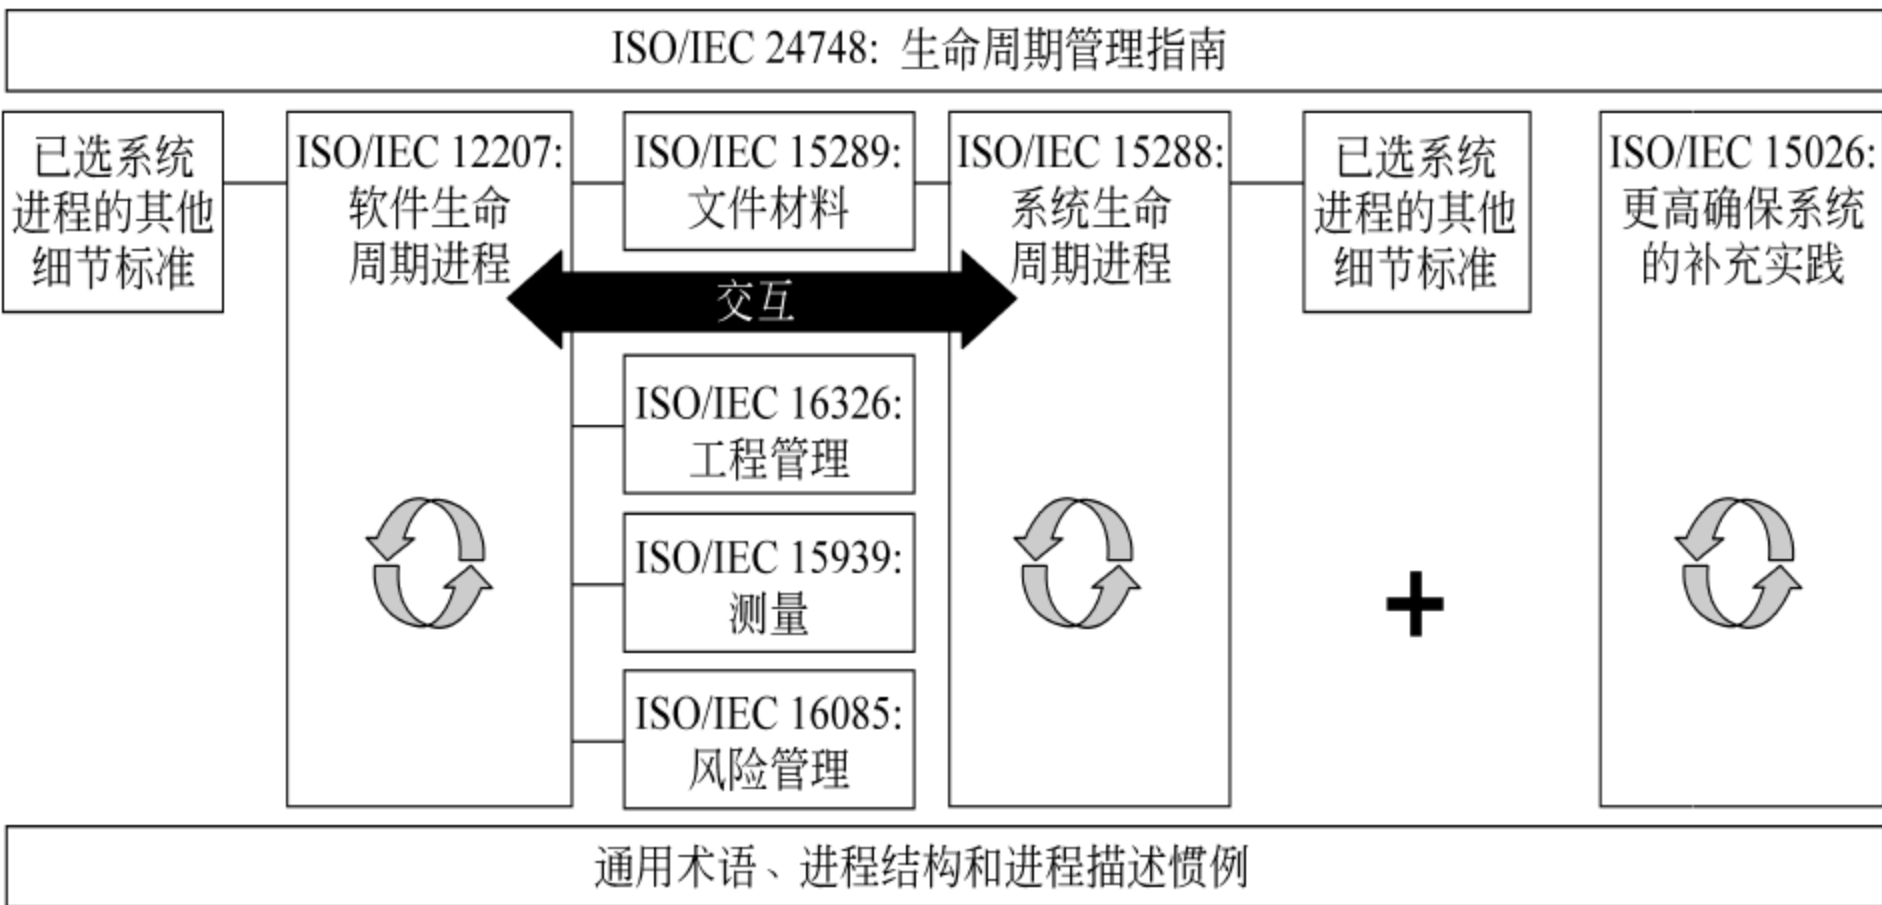 ISO/IEC 24748: 生命周期管理指南
已选系统
进程的其他
细节标准
ISO/IEC 12207:
软件生命
周期进程
ISO/IEC 15289:
文件材料
ISO/IEC 15288:
系统生命
周期进程
已选系统
进程的其他
细节标准
ISO/IEC 15026:
更高确保系统
的补充实践
交互
ISO/IEC 16326:
工程管理
ISO/IEC 15939:
测量
+
ISO/IEC 16085:
风险管理
通用术语、进程结构和进程描述惯例